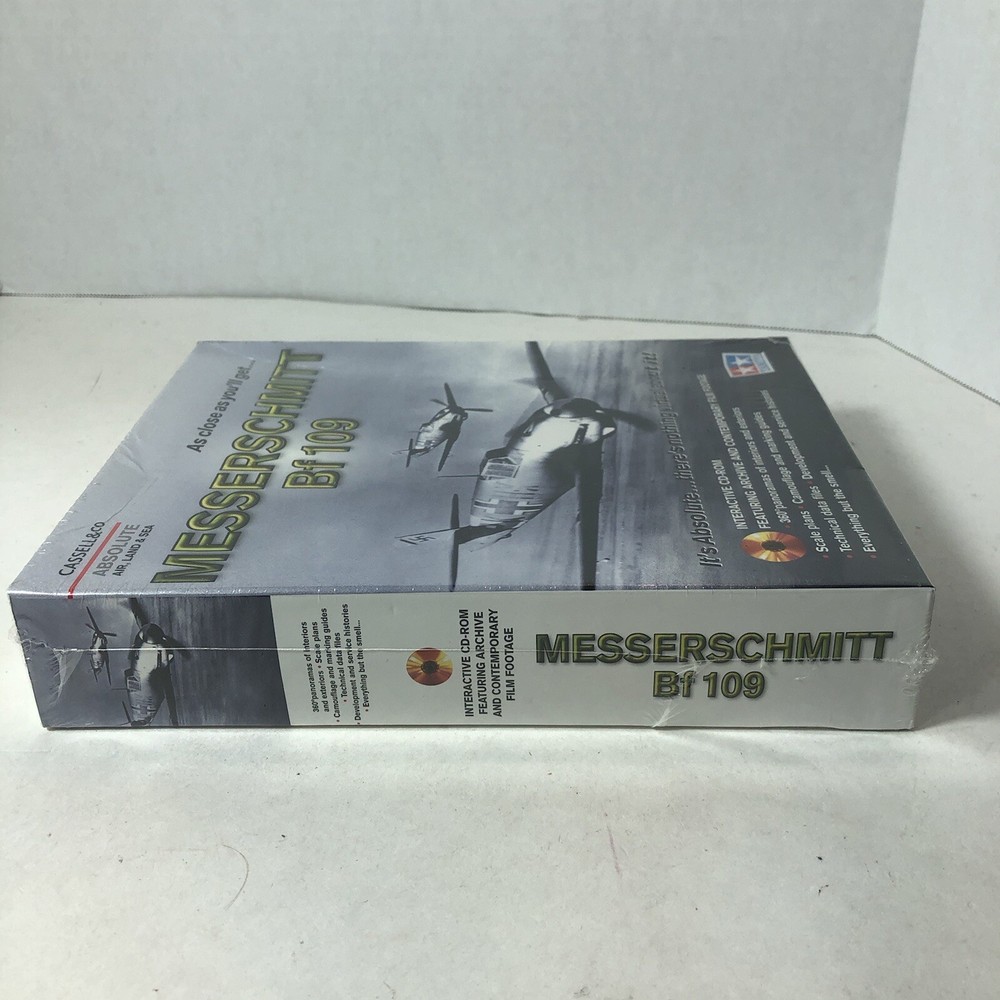 CASSELL&CO
ABSOLUTE
AIR, LAND & SEA
As close as you'll get...
MESSERSCHMITT
Bf 109
It's Absolute...there's nothing
INTERACTIVE CD-ROM
FEATURING ARCHIVE AND CONTEMPORARY FILM FOOTAGE
• 360°panoramas of interiors and exteriors
• Scale plans • Camouflage and marking guides
• Technical data files • Development and service histories
• Everything but the smell...
360°panoramas of interiors
and exteriors • Scale plans
• Camouflage and marking guides
• Technical data files
• Development and service histories
• Everything but the smell...
INTERACTIVE CD-ROM
FEATURING ARCHIVE
AND CONTEMPORARY
FILM FOOTAGE
MESSERSCHMITT
Bf 109